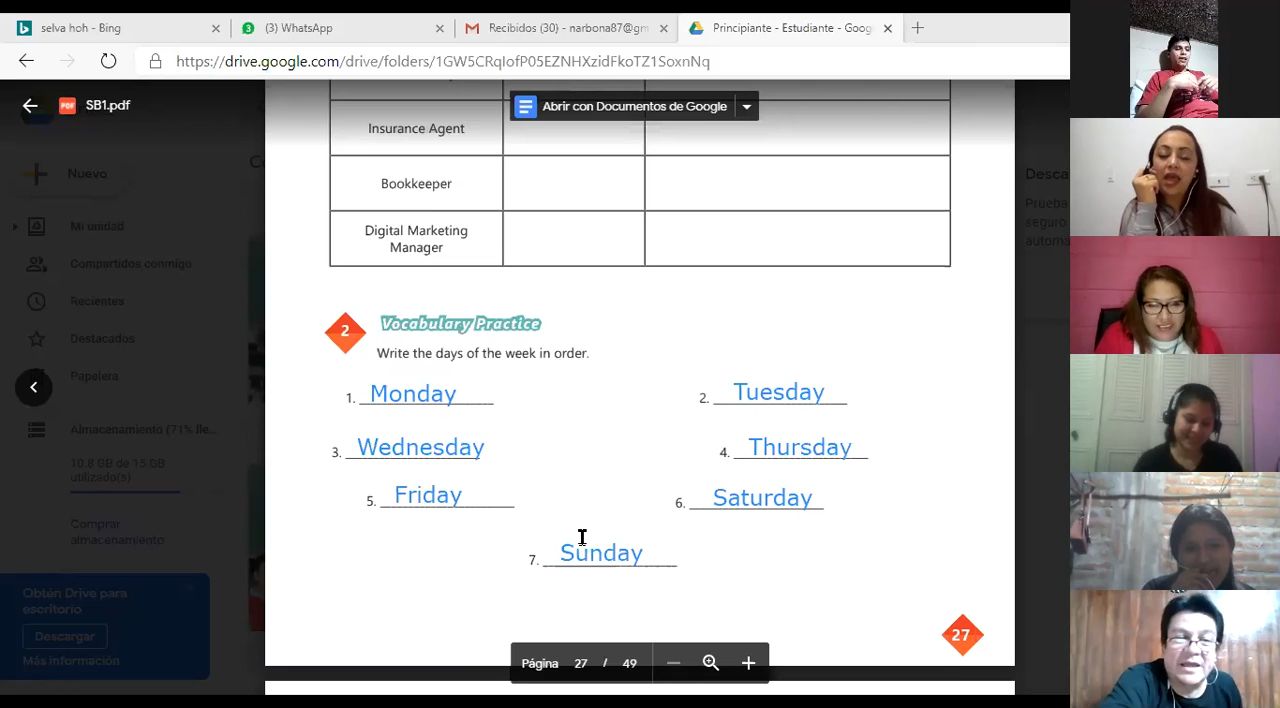 selva hoh - Bing
(3) WhatsApp
Recibidos (30) - narbona87@gm
Principiante - Estudiante - Goog
https://drive.google.com/drive/folders/1GW5CRqIofP05EZNHXzidFkoTZ1SoxnNq
SB1.pdf
Abrir con Documentos de Google
Nuevo
Mi unidad
Compartidos conmigo
Recientes
Destacados
Papelera
Almacenamiento (71% lle...
10.8 GB de 15 GB
utilizado(s)
Comprar
almacenamiento
Obtén Drive para
escritorio
Descargar
Más información
Insurance Agent
Bookkeeper
Digital Marketing
Manager
2 Vocabulary Practice
Write the days of the week in order.
1. Monday
2. Tuesday
3. Wednesday
4. Thursday
5. Friday
6. Saturday
7. Sunday
27
Página 27 / 49
Desca
Prueba
seguro
automa